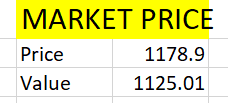 MARKET PRICE
Price 1178.9
Value 1125.01